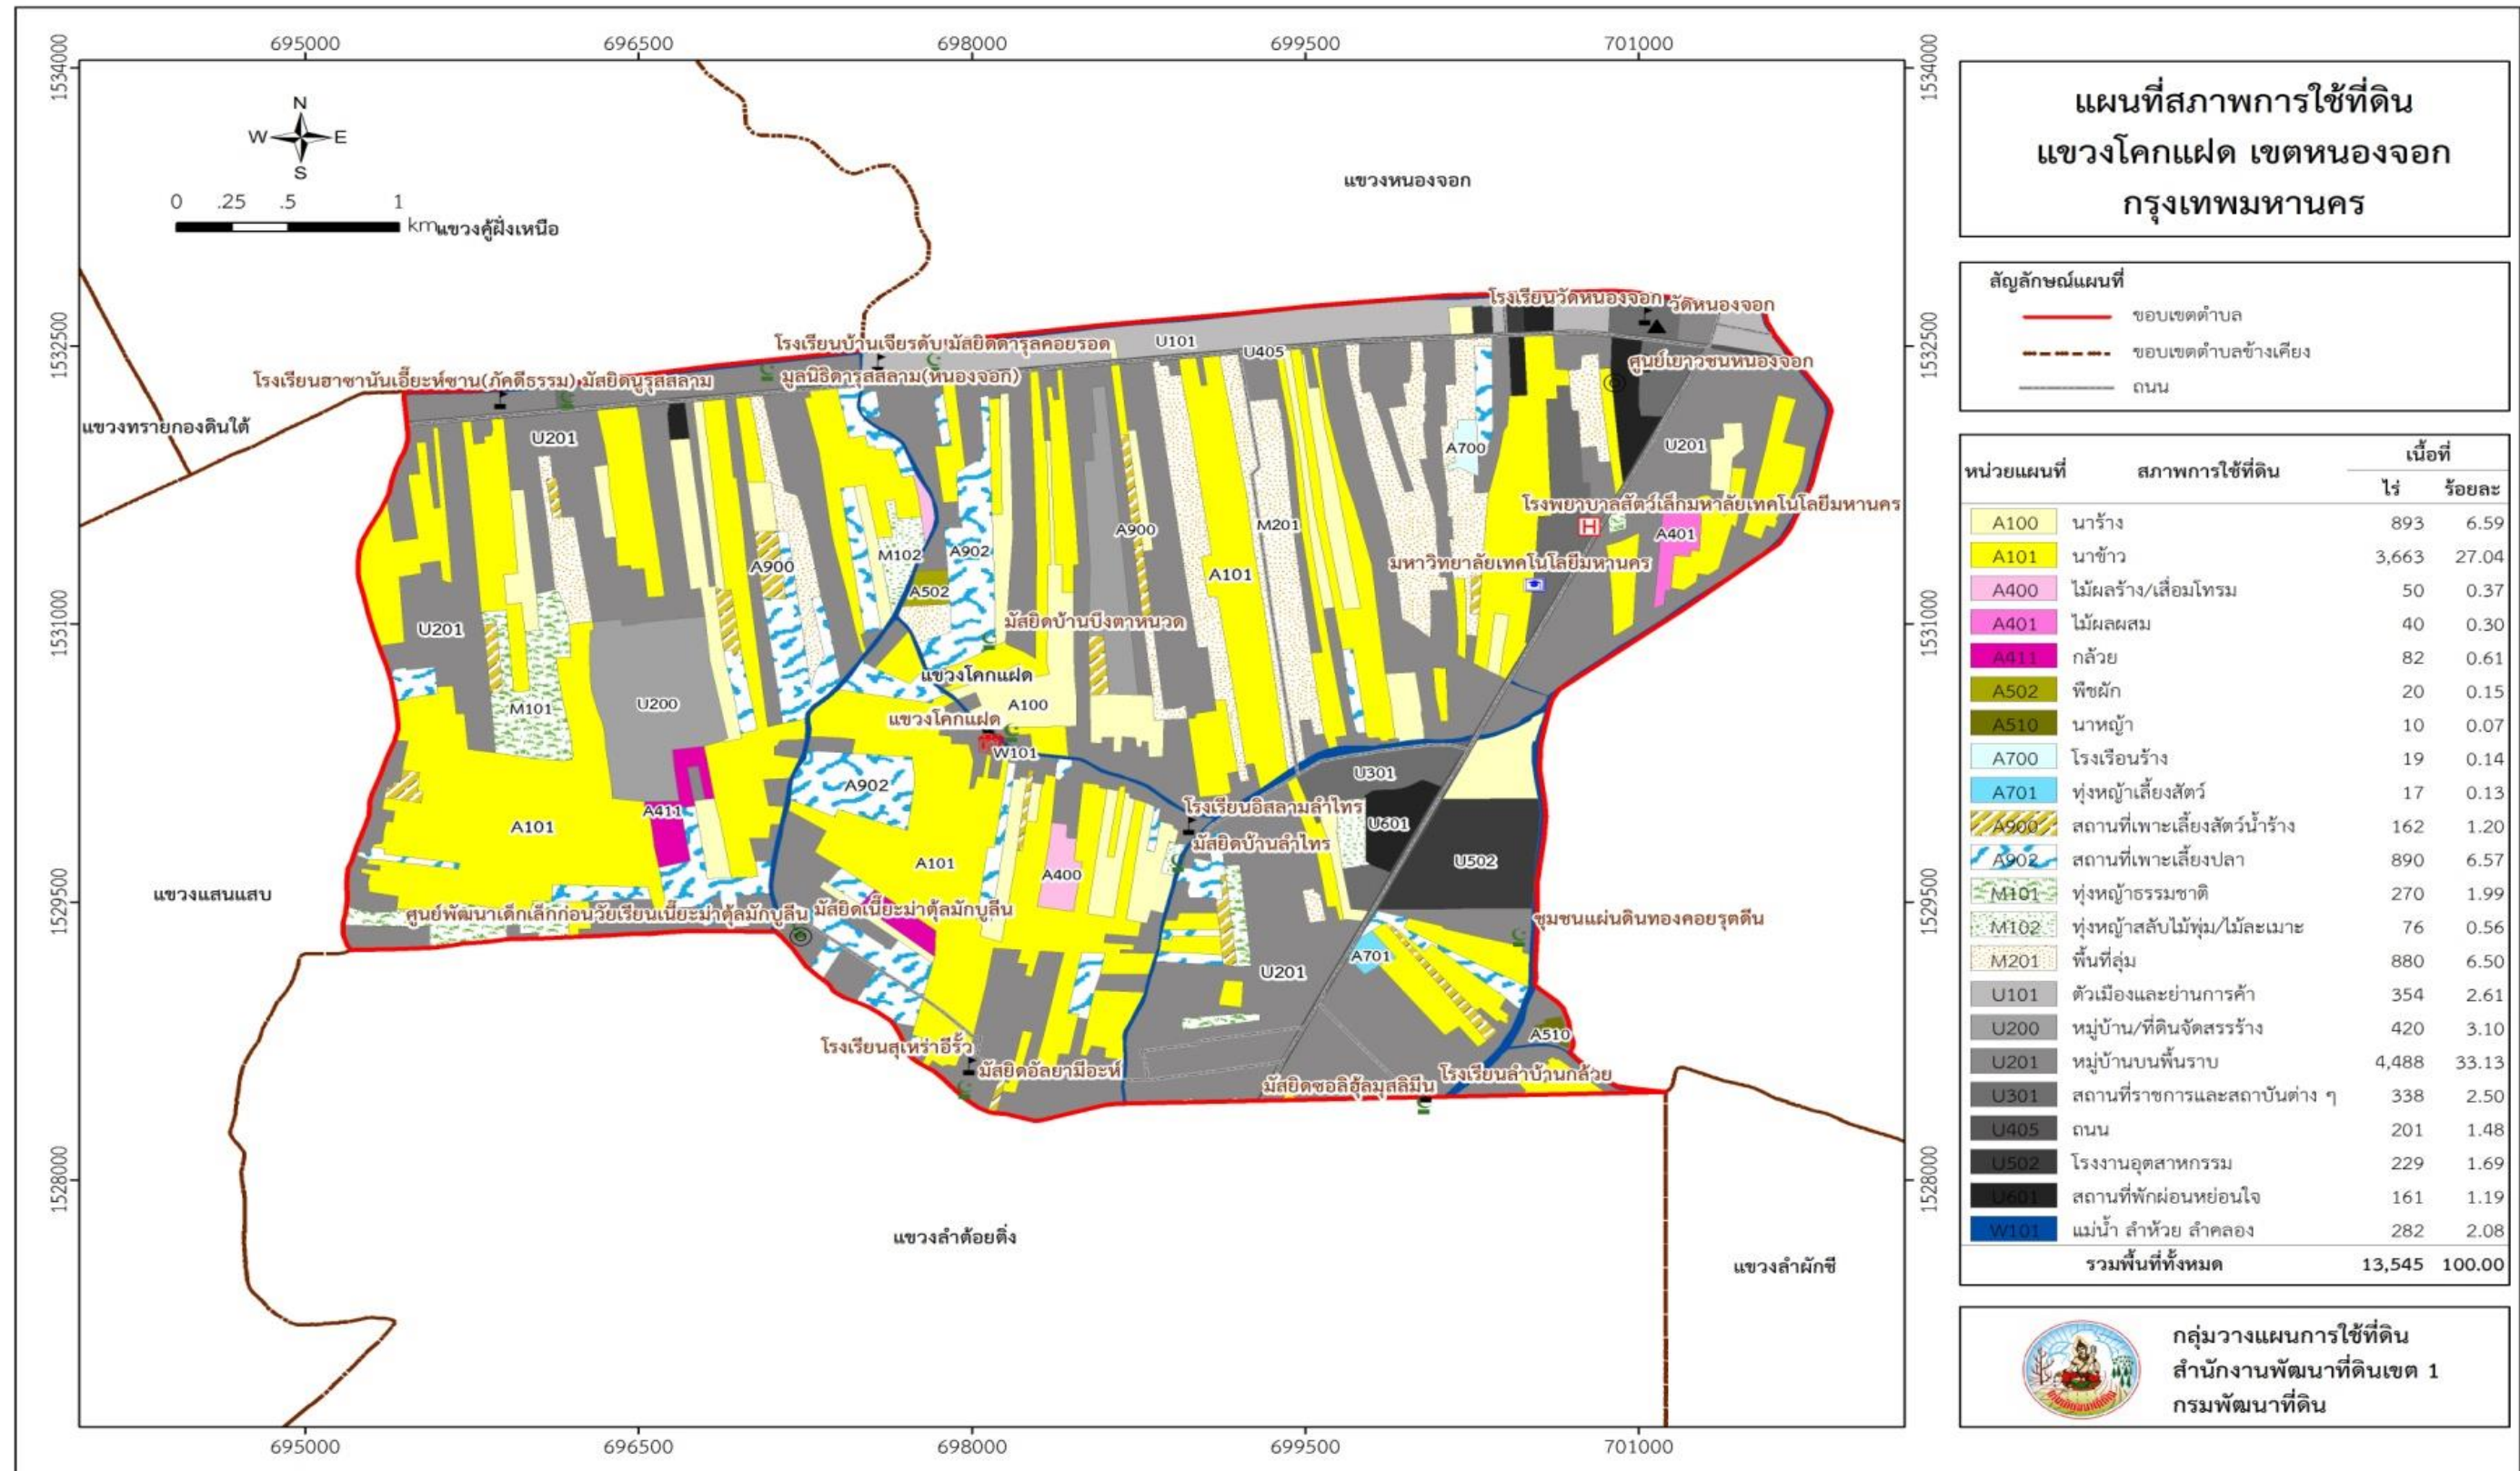 695000 696500 698000 699500 701000
1534000 1534000
N
W E
S
0 .25 .5 1
km
แขวงคู้ฝั่งเหนือ
แขวงหนองจอก
โรงเรียนวัดหนองจอก วัดหนองจอก
1532500 1532500
U101
U405
โรงเรียนบ้านเจียรดับ มัสยิดดารุลคอยรอด
ศูนย์เยาวชนหนองจอก
โรงเรียนฮาซานันเอี๊ยะห์ซาน(ภักดีธรรม) มัสยิดนูรุสสลาม
มูลนิธิดารุสสลาม(หนองจอก)
แขวงทรายกองดินใต้
U201
A700
U201
โรงพยาบาลสัตว์เล็กมหาลัยเทคโนโลยีมหานคร
H
A900
M201
A401
M102
A902
A900
มหาวิทยาลัยเทคโนโลยีมหานคร
A101
A502
1531000 1531000
U201
มัสยิดบ้านบึงตาหนวด
แขวงโคกแฝด
M101
U200
A100
แขวงโคกแฝด
W101
U301
A902
A411
โรงเรียนอิสลามลำไทร
A101
U601
มัสยิดบ้านลำไทร
A101
U502
A400
แขวงแสนแสบ
1529500 1529500
ศูนย์พัฒนาเด็กเล็กก่อนวัยเรียนเนี๊ยะม่าตุ้ลมักบูลีน
มัสยิดเนี๊ยะม่าตุ้ลมักบูลีน
ชุมชนแผ่นดินทองคอยรุตดีน
A701
U201
A510
โรงเรียนสุเหร่าอีรั้ว
มัสยิดอัลยามีอะห์
มัสยิดซอลิฮุ้ลมุสลิมีน
โรงเรียนลำบ้านกล้วย
1528000 1528000
แขวงลำต้อยติ่ง
แขวงลำผักชี
695000 696500 698000 699500 701000
แผนที่สภาพการใช้ที่ดิน
แขวงโคกแฝด เขตหนองจอก
กรุงเทพมหานคร
สัญลักษณ์แผนที่
ขอบเขตตำบล
ขอบเขตตำบลข้างเคียง
ถนน
หน่วยแผนที่ สภาพการใช้ที่ดิน เนื้อที่
ไร่ ร้อยละ
A100 นาร้าง 893 6.59
A101 นาข้าว 3,663 27.04
A400 ไม้ผลร้าง/เสื่อมโทรม 50 0.37
A401 ไม้ผลผสม 40 0.30
A411 กล้วย 82 0.61
A502 พืชผัก 20 0.15
A510 นาหญ้า 10 0.07
A700 โรงเรือนร้าง 19 0.14
A701 ทุ่งหญ้าเลี้ยงสัตว์ 17 0.13
A900 สถานที่เพาะเลี้ยงสัตว์น้ำร้าง 162 1.20
A902 สถานที่เพาะเลี้ยงปลา 890 6.57
M101 ทุ่งหญ้าธรรมชาติ 270 1.99
M102 ทุ่งหญ้าสลับไม้พุ่ม/ไม้ละเมาะ 76 0.56
M201 พื้นที่ลุ่ม 880 6.50
U101 ตัวเมืองและย่านการค้า 354 2.61
U200 หมู่บ้าน/ที่ดินจัดสรรร้าง 420 3.10
U201 หมู่บ้านบนพื้นราบ 4,488 33.13
U301 สถานที่ราชการและสถาบันต่าง ๆ 338 2.50
U405 ถนน 201 1.48
U502 โรงงานอุตสาหกรรม 229 1.69
U601 สถานที่พักผ่อนหย่อนใจ 161 1.19
W101 แม่น้ำ ลำห้วย ลำคลอง 282 2.08
รวมพื้นที่ทั้งหมด 13,545 100.00
กลุ่มวางแผนการใช้ที่ดิน
สำนักงานพัฒนาที่ดินเขต 1
กรมพัฒนาที่ดิน